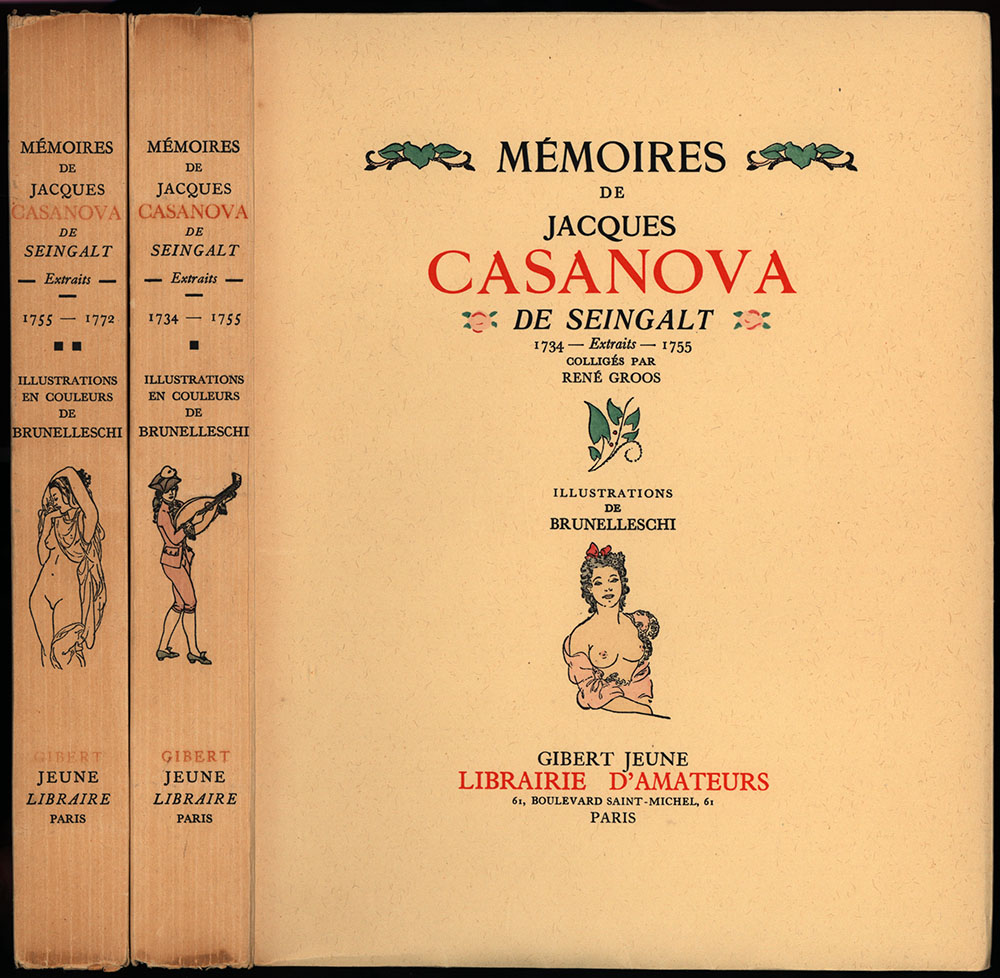 MÉMOIRES
DE
JACQUES
CASANOVA
DE
SEINGALT
— Extraits —
1755 — 1772
ILLUSTRATIONS
EN COULEURS
DE
BRUNELLESCHI
GIBERT
JEUNE
LIBRAIRE
PARIS
MÉMOIRES
DE
JACQUES
CASANOVA
DE
SEINGALT
— Extraits —
1734 — 1755
ILLUSTRATIONS
EN COULEURS
DE
BRUNELLESCHI
GIBERT
JEUNE
LIBRAIRE
PARIS
MÉMOIRES
DE
JACQUES
CASANOVA
DE SEINGALT
1734 — Extraits — 1755
COLLIGÉS PAR
RENÉ GROOS
ILLUSTRATIONS
DE
BRUNELLESCHI
GIBERT JEUNE
LIBRAIRIE D'AMATEURS
61, BOULEVARD SAINT-MICHEL, 61
PARIS